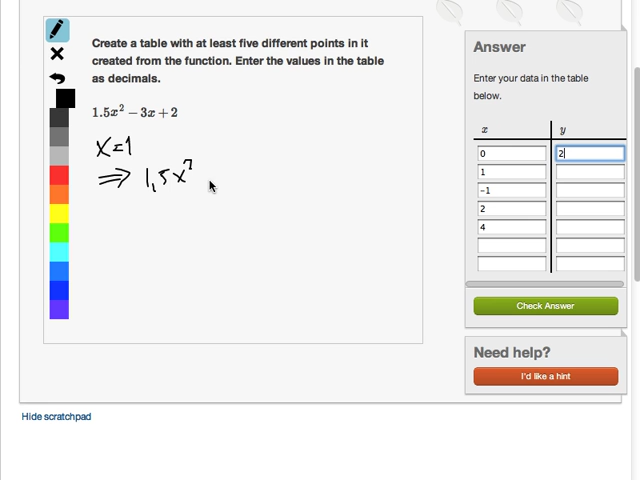 Create a table with at least five different points in it
created from the function. Enter the values in the table
as decimals.
1.5x² − 3x + 2
x=1
⇒ 1,5x²
Answer
Enter your data in the table
below.
x y
0 2
1
−1
2
4
Check Answer
Need help?
I'd like a hint
Hide scratchpad